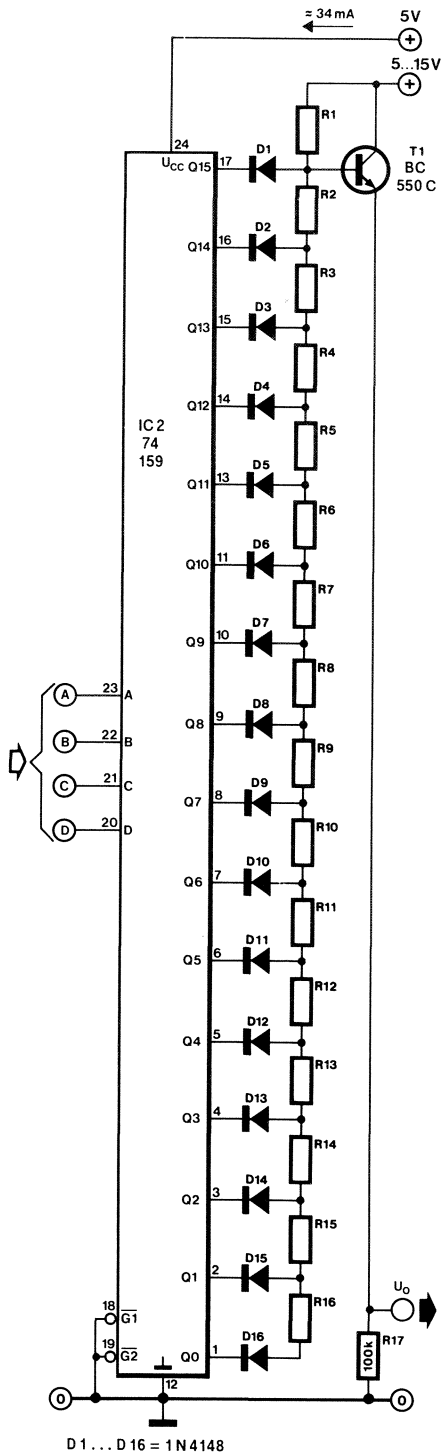 ≈ 34 mA
5V
5...15V
R1
24
UCC Q15 17 D1
T1
BC
550 C
R2
Q14 16 D2
R3
Q13 15 D3
R4
Q12 14 D4
R5
IC 2
74
159
Q11 13 D5
R6
Q10 11 D6
R7
Q9 10 D7
R8
A 23 A
Q8 9 D8
B 22 B
R9
C 21 C
Q7 8 D9
D 20 D
R10
Q6 7 D10
R11
Q5 6 D11
R12
Q4 5 D12
R13
Q3 4 D13
R14
Q2 3 D14
R15
Q1 2 D15
R16
18 G1
U0
19 G2
Q0 1 D16
R17
100k
12
0
0
D1...D16 = 1N4148